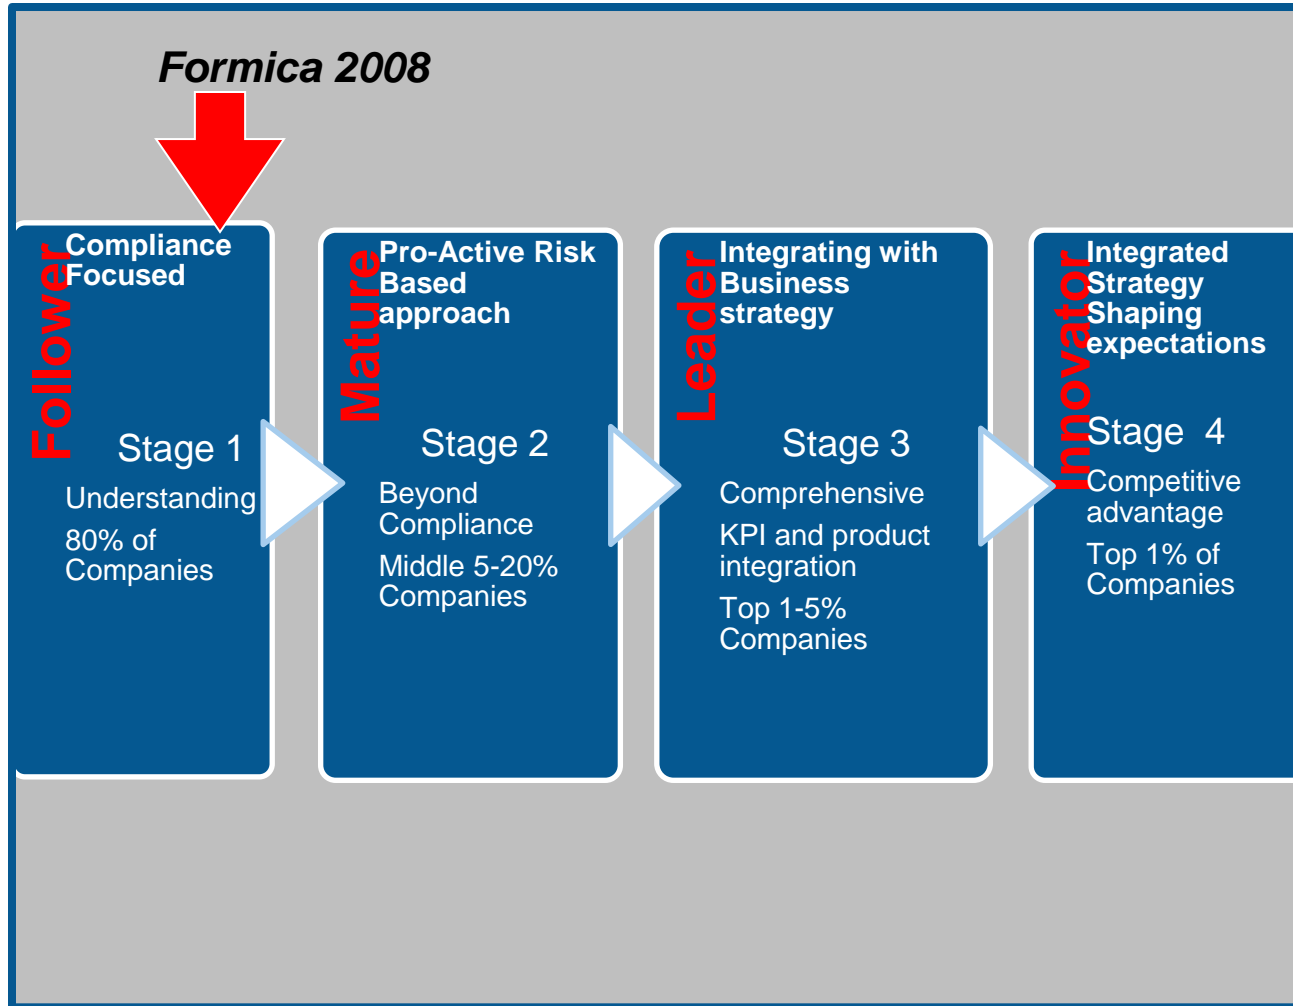 Formica 2008
Follower
Compliance
Focused
Stage 1
Understanding
80% of
Companies
Mature
Pro-Active Risk
Based
approach
Stage 2
Beyond
Compliance
Middle 5-20%
Companies
Leader
Integrating with
Business
strategy
Stage 3
Comprehensive
KPI and product
integration
Top 1-5%
Companies
Innovator
Integrated
Strategy
Shaping
expectations
Stage 4
Competitive
advantage
Top 1% of
Companies